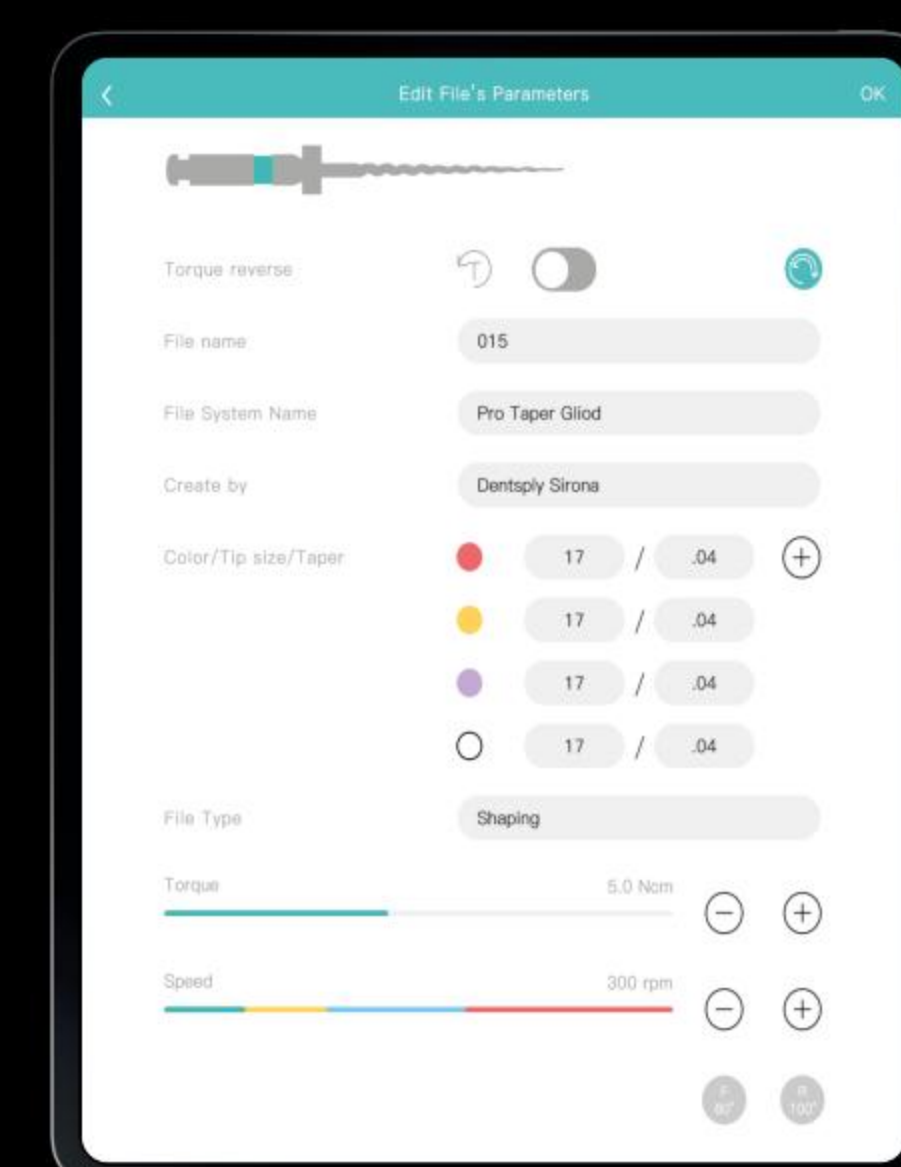 Edit File's Parameters OK
Torque reverse T
File name 015
File System Name Pro Taper Gliod
Create by Dentsply Sirona
Color/Tip size/Taper 17 / .04
17 / .04
17 / .04
17 / .04
File Type Shaping
Torque 5.0 Ncm
Speed 300 rpm
F R
80° 100°